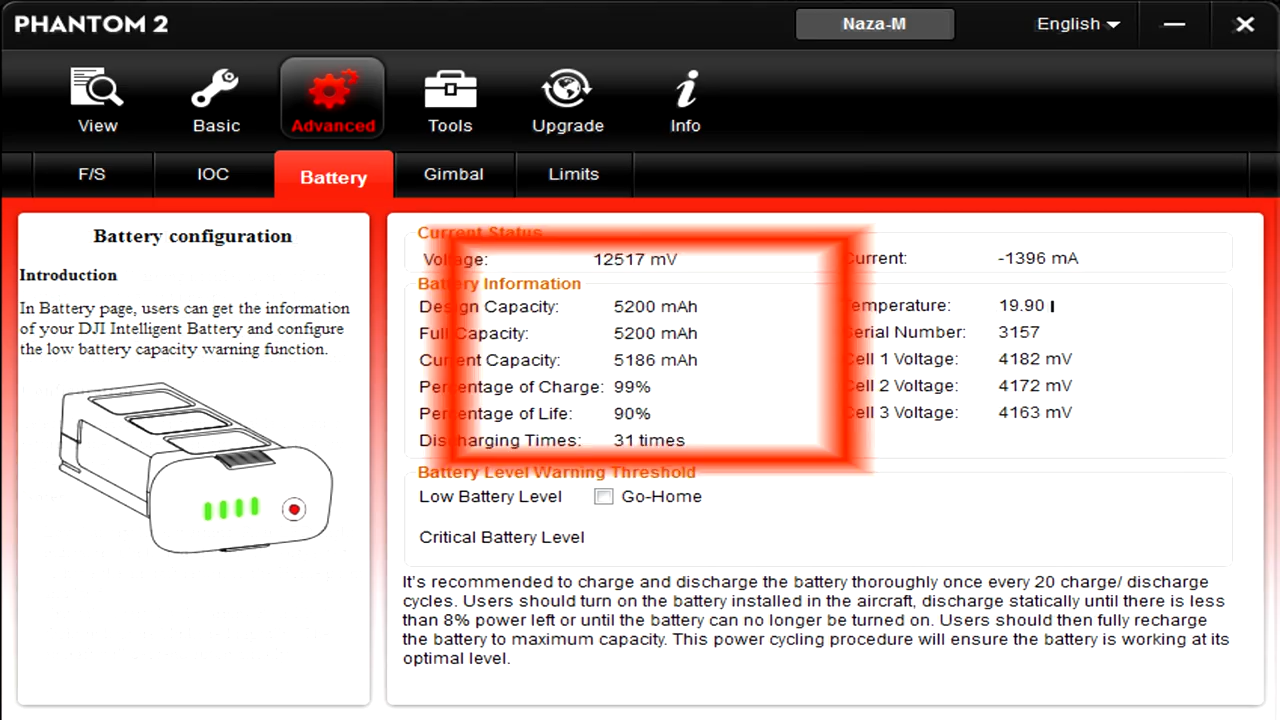 PHANTOM 2
Naza-M
English
View
Basic
Advanced
Tools
Upgrade
Info
F/S
IOC
Battery
Gimbal
Limits
Battery configuration
Introduction
In Battery page, users can get the information
of your DJI Intelligent Battery and configure
the low battery capacity warning function.
Current Status
Voltage: 12517 mV
Current: -1396 mA
Battery Information
Design Capacity: 5200 mAh
Full Capacity: 5200 mAh
Current Capacity: 5186 mAh
Percentage of Charge: 99%
Percentage of Life: 90%
Discharging Times: 31 times
Temperature: 19.90
Serial Number: 3157
Cell 1 Voltage: 4182 mV
Cell 2 Voltage: 4172 mV
Cell 3 Voltage: 4163 mV
Battery Level Warning Threshold
Low Battery Level Go-Home
Critical Battery Level
It's recommended to charge and discharge the battery thoroughly once every 20 charge/ discharge
cycles. Users should turn on the battery installed in the aircraft, discharge statically until there is less
than 8% power left or until the battery can no longer be turned on. Users should then fully recharge
the battery to maximum capacity. This power cycling procedure will ensure the battery is working at its
optimal level.